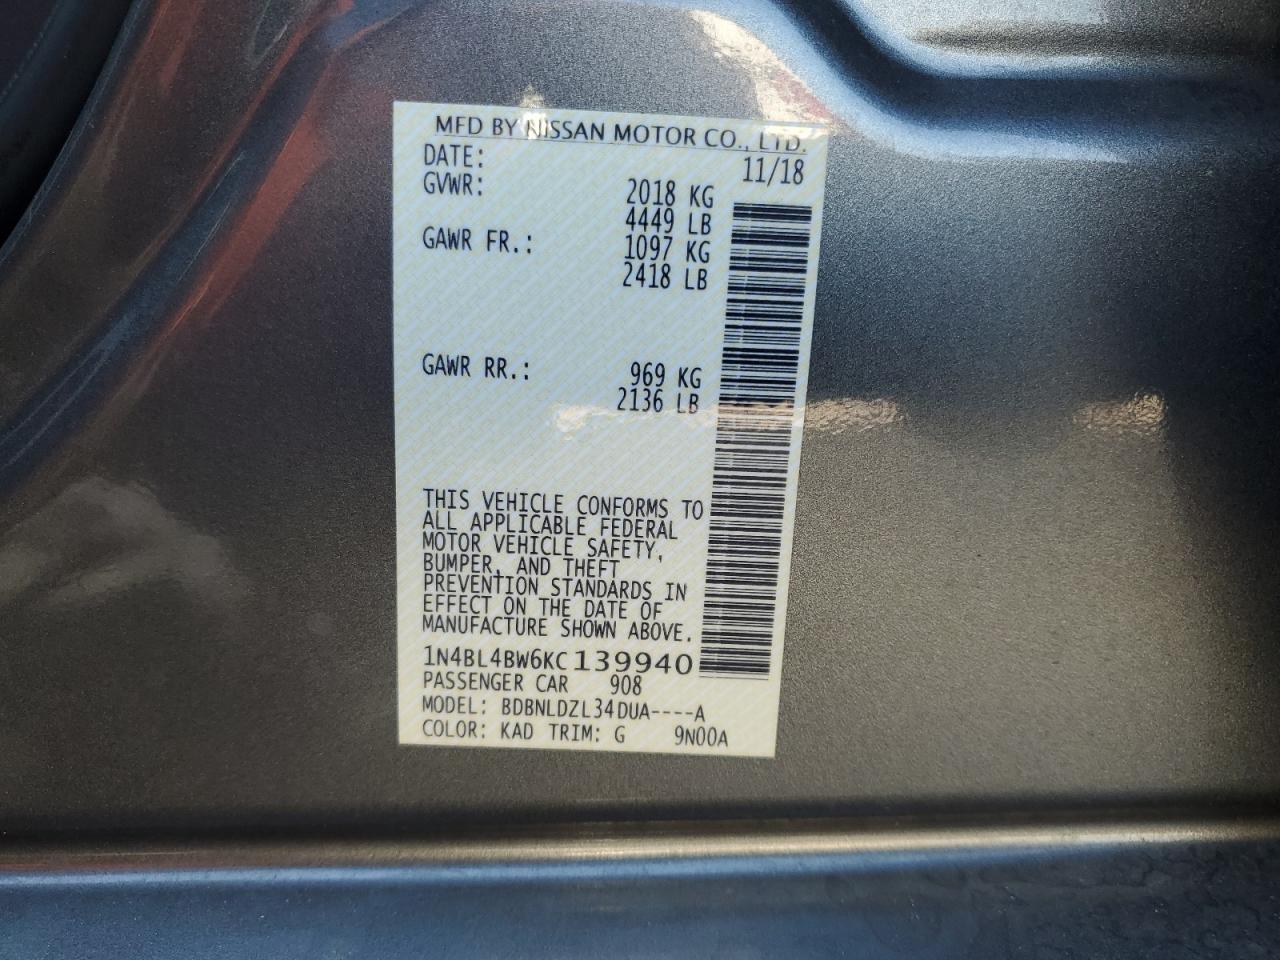 MFD BY NISSAN MOTOR CO., LTD.
DATE: 11/18
GVWR: 2018 KG
4449 LB
GAWR FR.: 1097 KG
2418 LB
GAWR RR.: 969 KG
2136 LB
THIS VEHICLE CONFORMS TO
ALL APPLICABLE FEDERAL
MOTOR VEHICLE SAFETY,
BUMPER, AND THEFT
PREVENTION STANDARDS IN
EFFECT ON THE DATE OF
MANUFACTURE SHOWN ABOVE.
1N4BL4BW6KC139940
PASSENGER CAR 908
MODEL: BDBNLDZL34DUA----A
COLOR: KAD TRIM: G 9N00A